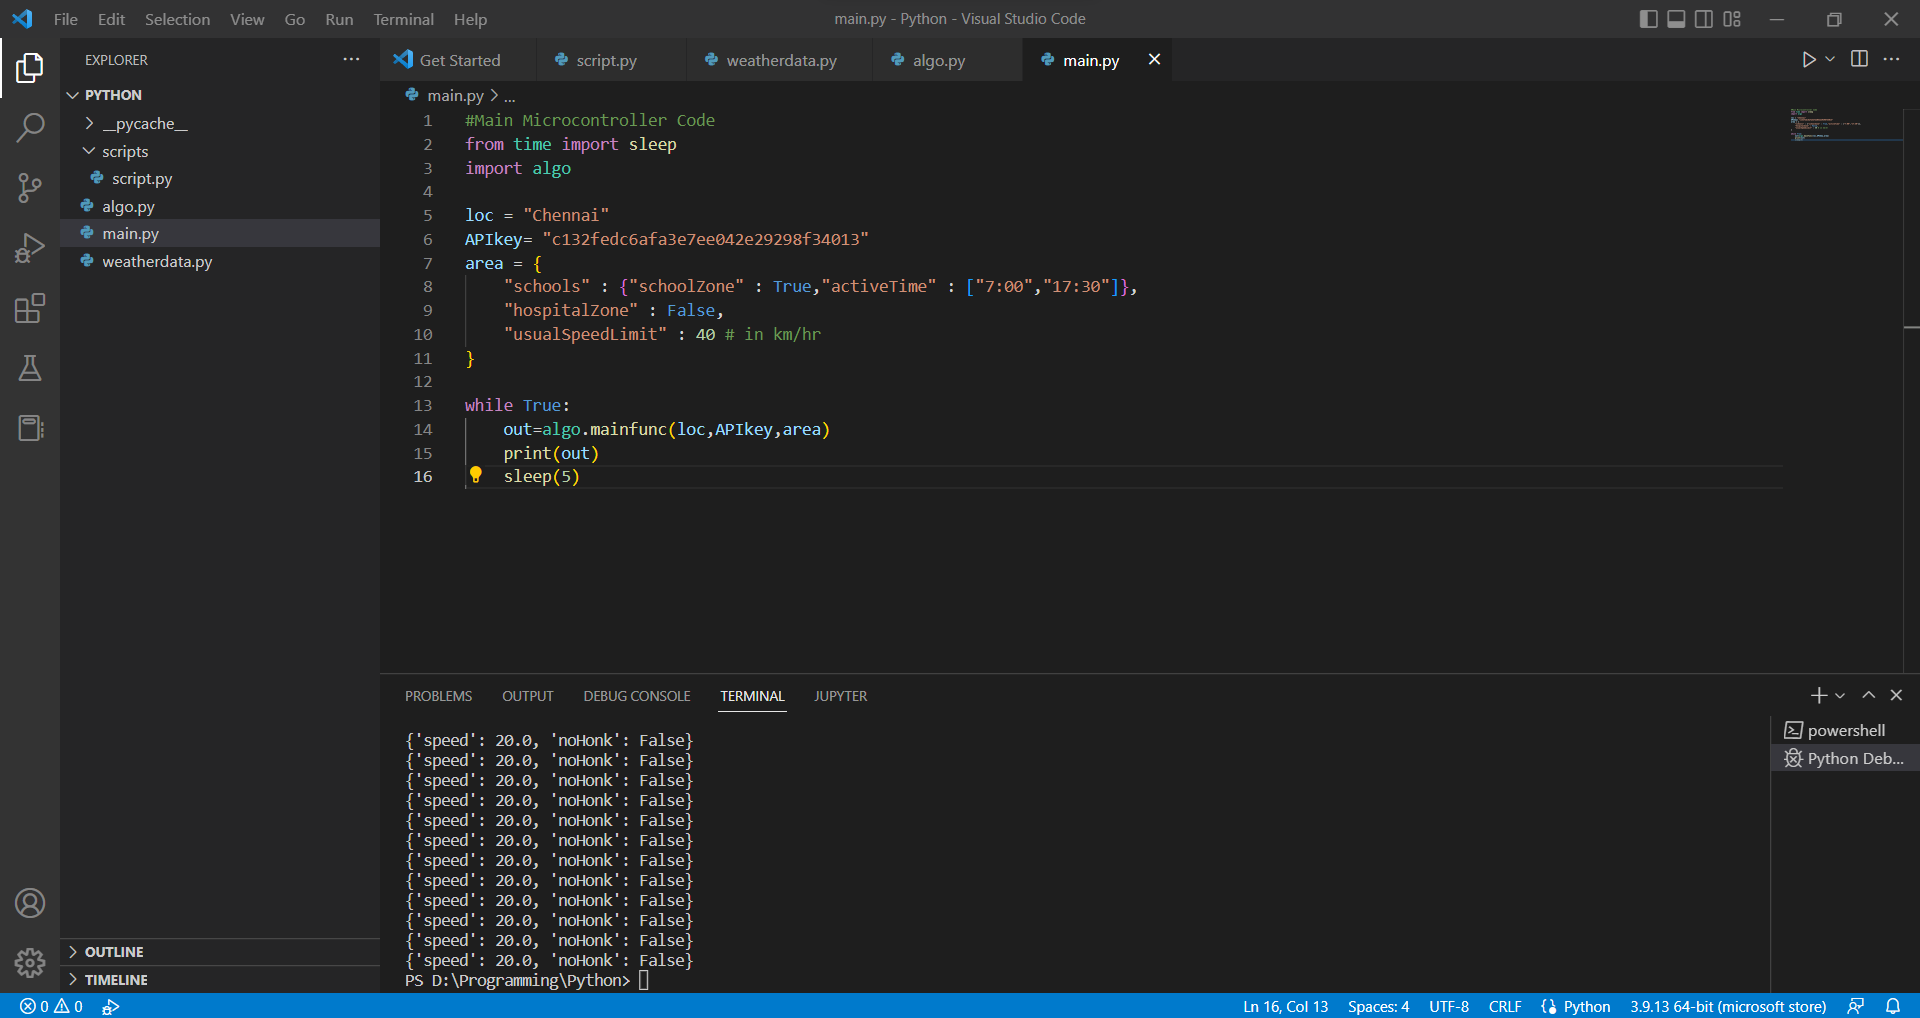 File Edit Selection View Go Run Terminal Help
main.py - Python - Visual Studio Code
EXPLORER
PYTHON
__pycache__
scripts
script.py
algo.py
main.py
weatherdata.py
OUTLINE
TIMELINE
Get Started script.py weatherdata.py algo.py main.py
main.py > ...
1 #Main Microcontroller Code
2 from time import sleep
3 import algo
4
5 loc = "Chennai"
6 APIkey= "c132fedc6afa3e7ee042e29298f34013"
7 area = {
8 "schools" : {"schoolZone" : True,"activeTime" : ["7:00","17:30"]},
9 "hospitalZone" : False,
10 "usualSpeedLimit" : 40 # in km/hr
11 }
12
13 while True:
14 out=algo.mainfunc(loc,APIkey,area)
15 print(out)
16 sleep(5)
PROBLEMS OUTPUT DEBUG CONSOLE TERMINAL JUPYTER
{'speed': 20.0, 'noHonk': False}
{'speed': 20.0, 'noHonk': False}
{'speed': 20.0, 'noHonk': False}
{'speed': 20.0, 'noHonk': False}
{'speed': 20.0, 'noHonk': False}
{'speed': 20.0, 'noHonk': False}
{'speed': 20.0, 'noHonk': False}
{'speed': 20.0, 'noHonk': False}
{'speed': 20.0, 'noHonk': False}
{'speed': 20.0, 'noHonk': False}
{'speed': 20.0, 'noHonk': False}
{'speed': 20.0, 'noHonk': False}
PS D:\Programming\Python>
powershell
Python Deb...
0 0 Ln 16, Col 13 Spaces: 4 UTF-8 CRLF Python 3.9.13 64-bit (microsoft store)